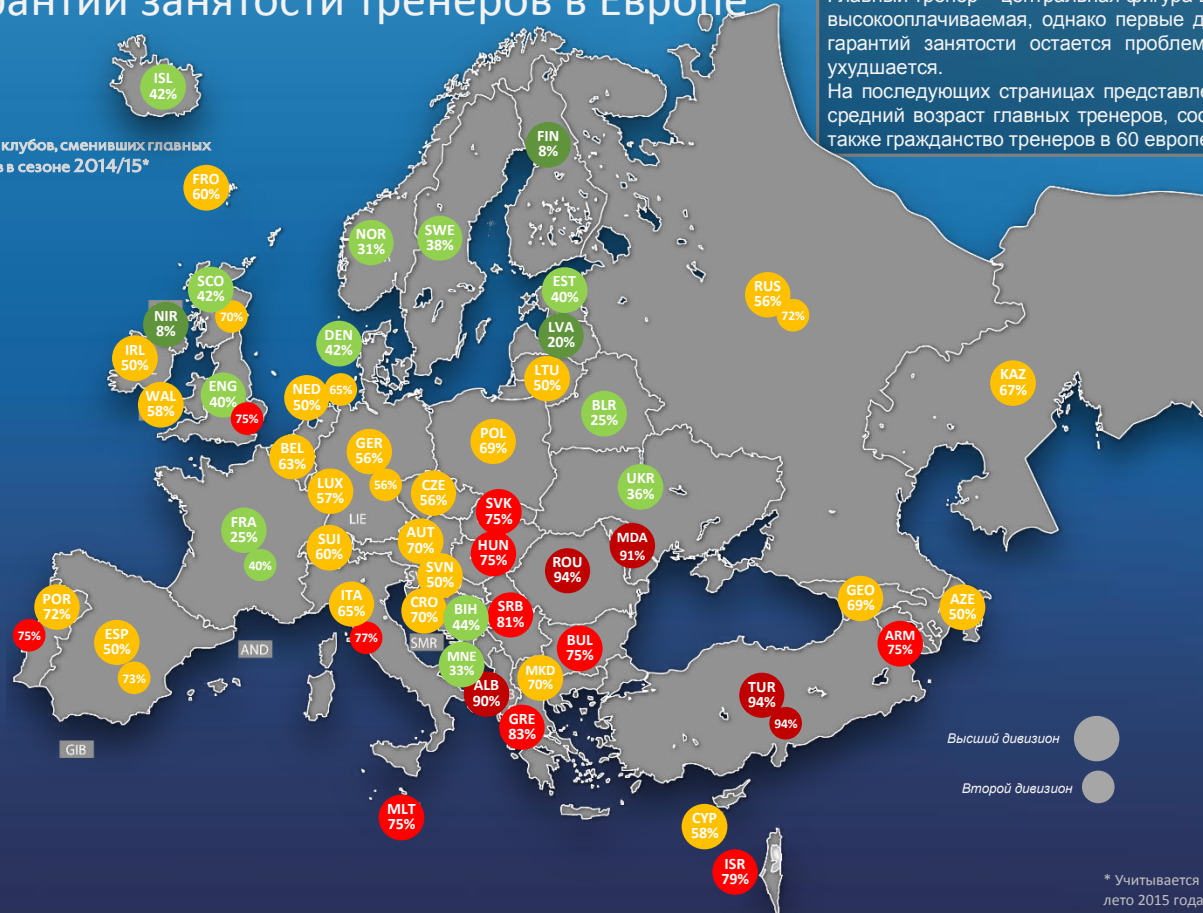 рантии занятости тренеров в Европе
высокооплачиваемая, однако первые
гарантий занятости остается
ухудшается.
На последующих страницах
средний возраст главных тренеров,
также гражданство тренеров в 60
клубов, сменивших главных
в в сезоне 2014/15*
ISL
42%
FIN
8%
FRO
60%
NOR
31%
SWE
38%
SCO
42%
70%
EST
40%
RUS
56%
72%
NIR
8%
DEN
42%
LVA
20%
IRL
50%
LTU
50%
KAZ
67%
WAL
58%
ENG
40%
75%
NED
50%
65%
BLR
25%
BEL
63%
GER
56%
56%
POL
69%
LUX
57%
CZE
56%
UKR
36%
LIE
SVK
75%
FRA
25%
40%
SUI
60%
AUT
70%
HUN
75%
MDA
91%
ROU
94%
SVN
50%
POR
72%
75%
ITA
65%
77%
CRO
70%
BIH
44%
SRB
81%
GEO
69%
AZE
50%
ESP
50%
73%
AND
SMR
MNE
33%
BUL
75%
ARM
75%
ALB
90%
MKD
70%
TUR
94%
94%
GRE
83%
GIB
Высший дивизион
Второй дивизион
MLT
75%
CYP
58%
ISR
79%
* Учитывается
лето 2015 года